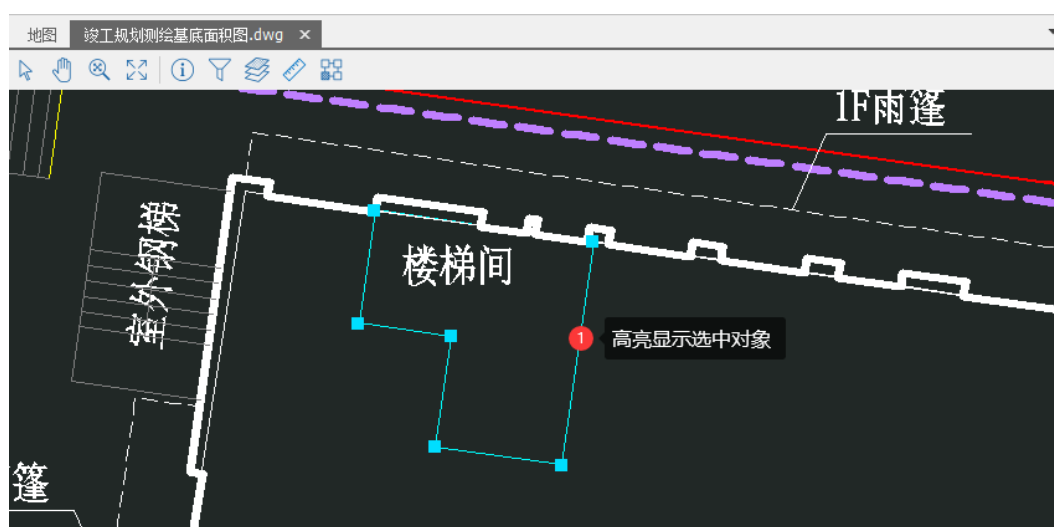 地图 竣工规划测绘基底面积图.dwg ×
1F雨篷
室外钢梯
楼梯间
1 高亮显示选中对象
篷